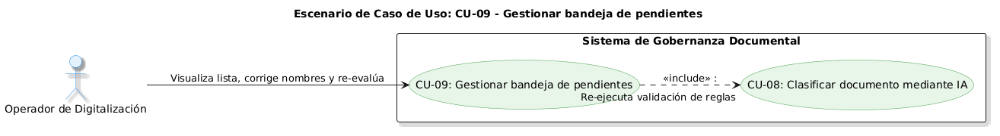 Escenario de Caso de Uso: CU-09 - Gestionar bandeja de pendientes
Sistema de Gobernanza Documental
Visualiza lista, corrige nombres y re-evalúa
CU-09: Gestionar bandeja de pendientes
«include» :
Re-ejecuta validación de reglas
CU-08: Clasificar documento mediante IA
Operador de Digitalización